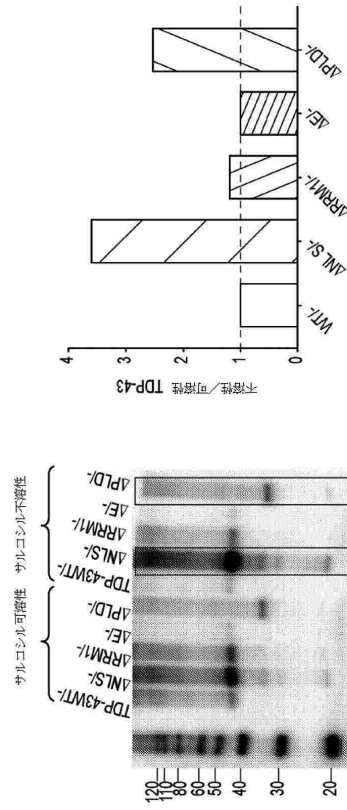 サルコシル可溶性
サルコシル不溶性
TDP-43WT/-
ΔNLS/-
ΔRRM1/-
ΔE/-
ΔPLD/-
TDP-43WT/-
ΔNLS/-
ΔRRM1/-
ΔE/-
ΔPLD/-
120
110
80
60
50
40
30
20
不溶性/可溶性 TDP-43
4
3
2
1
0
WT/-
ΔNLS/-
ΔRRM1/-
ΔE/-
ΔPLD/-